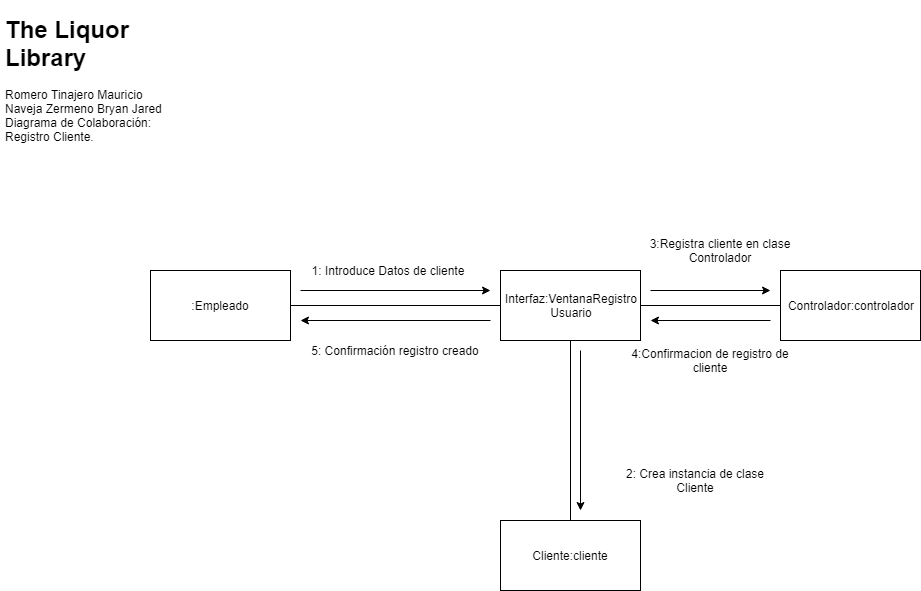 The Liquor
Library
Romero Tinajero Mauricio
Naveja Zermeno Bryan Jared
Diagrama de Colaboración:
Registro Cliente.
3:Registra cliente en clase
Controlador
1: Introduce Datos de cliente
:Empleado
Interfaz:VentanaRegistro
Usuario
Controlador:controlador
5: Confirmación registro creado
4:Confirmacion de registro de
cliente
2: Crea instancia de clase
Cliente
Cliente:cliente